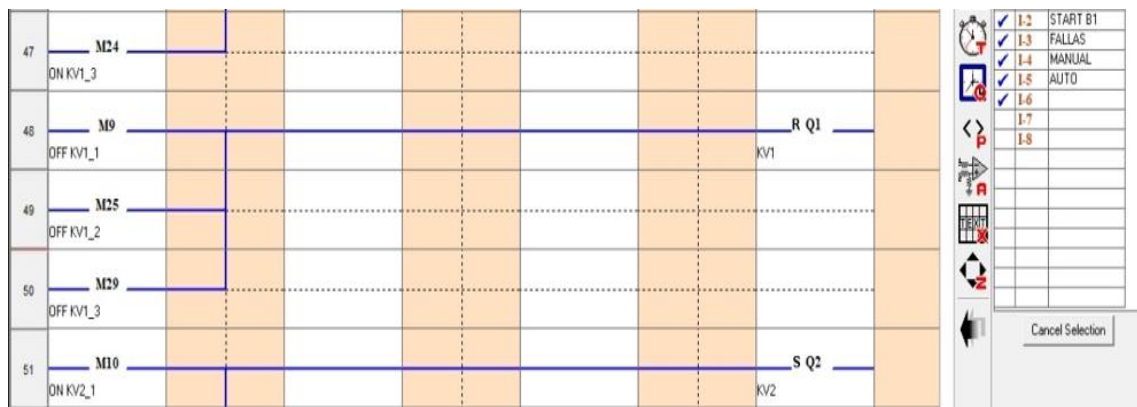 47 M24
ON KV1_3
48 M9 R Q1
OFF KV1_1 KV1
49 M25
OFF KV1_2
50 M29
OFF KV1_3
51 M10 S Q2
ON KV2_1 KV2
T
P
A
TEXT
Z
I-2 START B1
I-3 FALLAS
I-4 MANUAL
I-5 AUTO
I-6
I-7
I-8
Cancel Selection